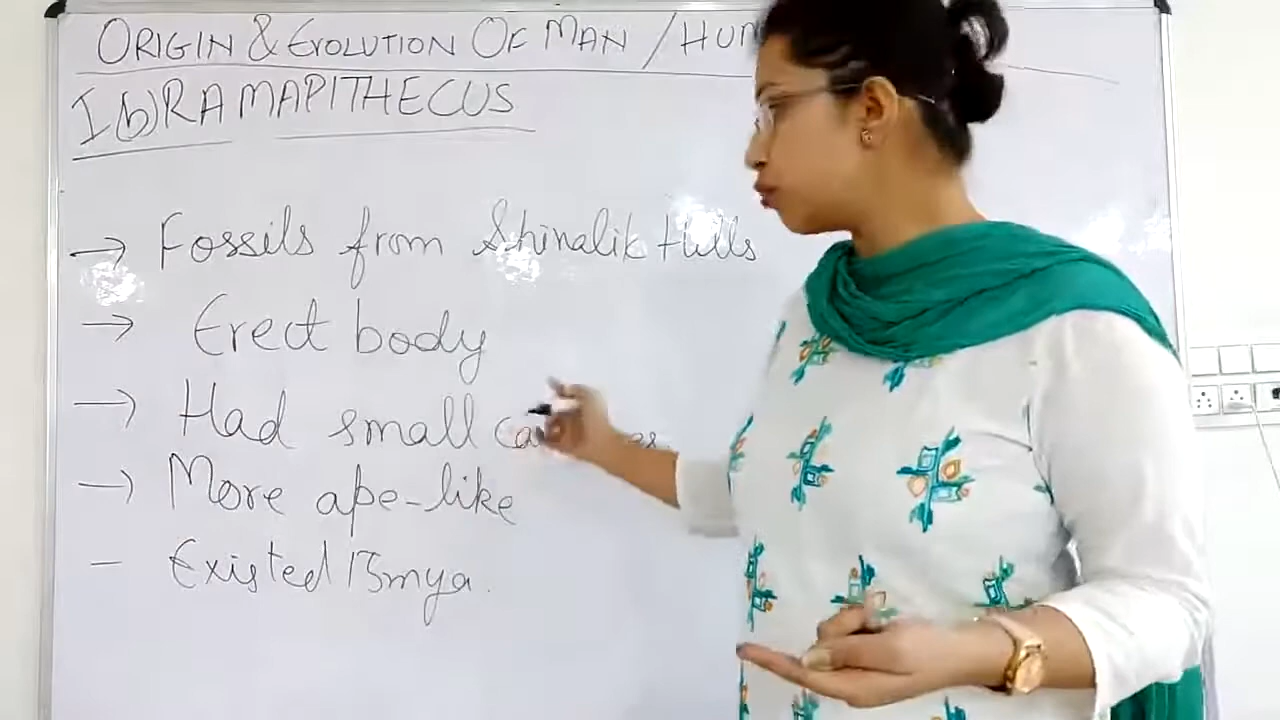 ORIGIN & EVOLUTION OF MAN / HUM
I (b) RAMAPITHECUS
→ Fossils from Shivalik Hills
→ Erect body
→ Had small
→ More ape-like
- Existed 15mya.